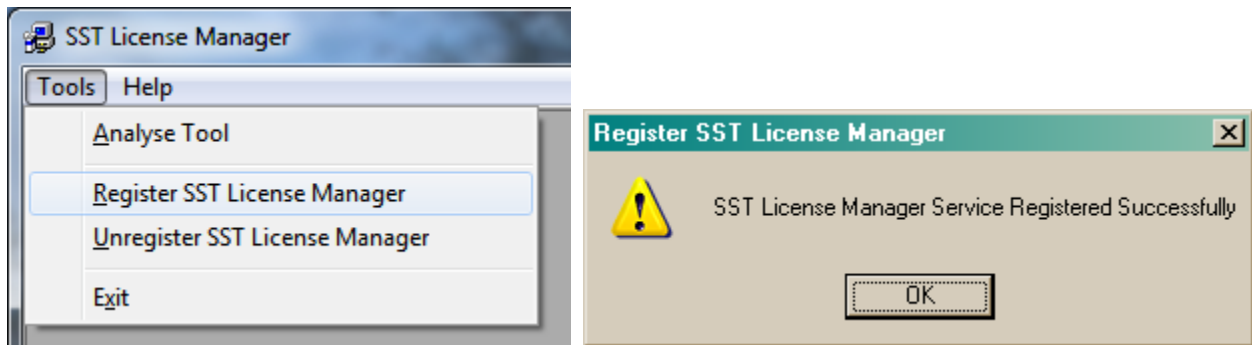 SST License Manager
Tools Help
Analyse Tool
Register SST License Manager
Unregister SST License Manager
Exit
Register SST License Manager
SST License Manager Service Registered Successfully
OK